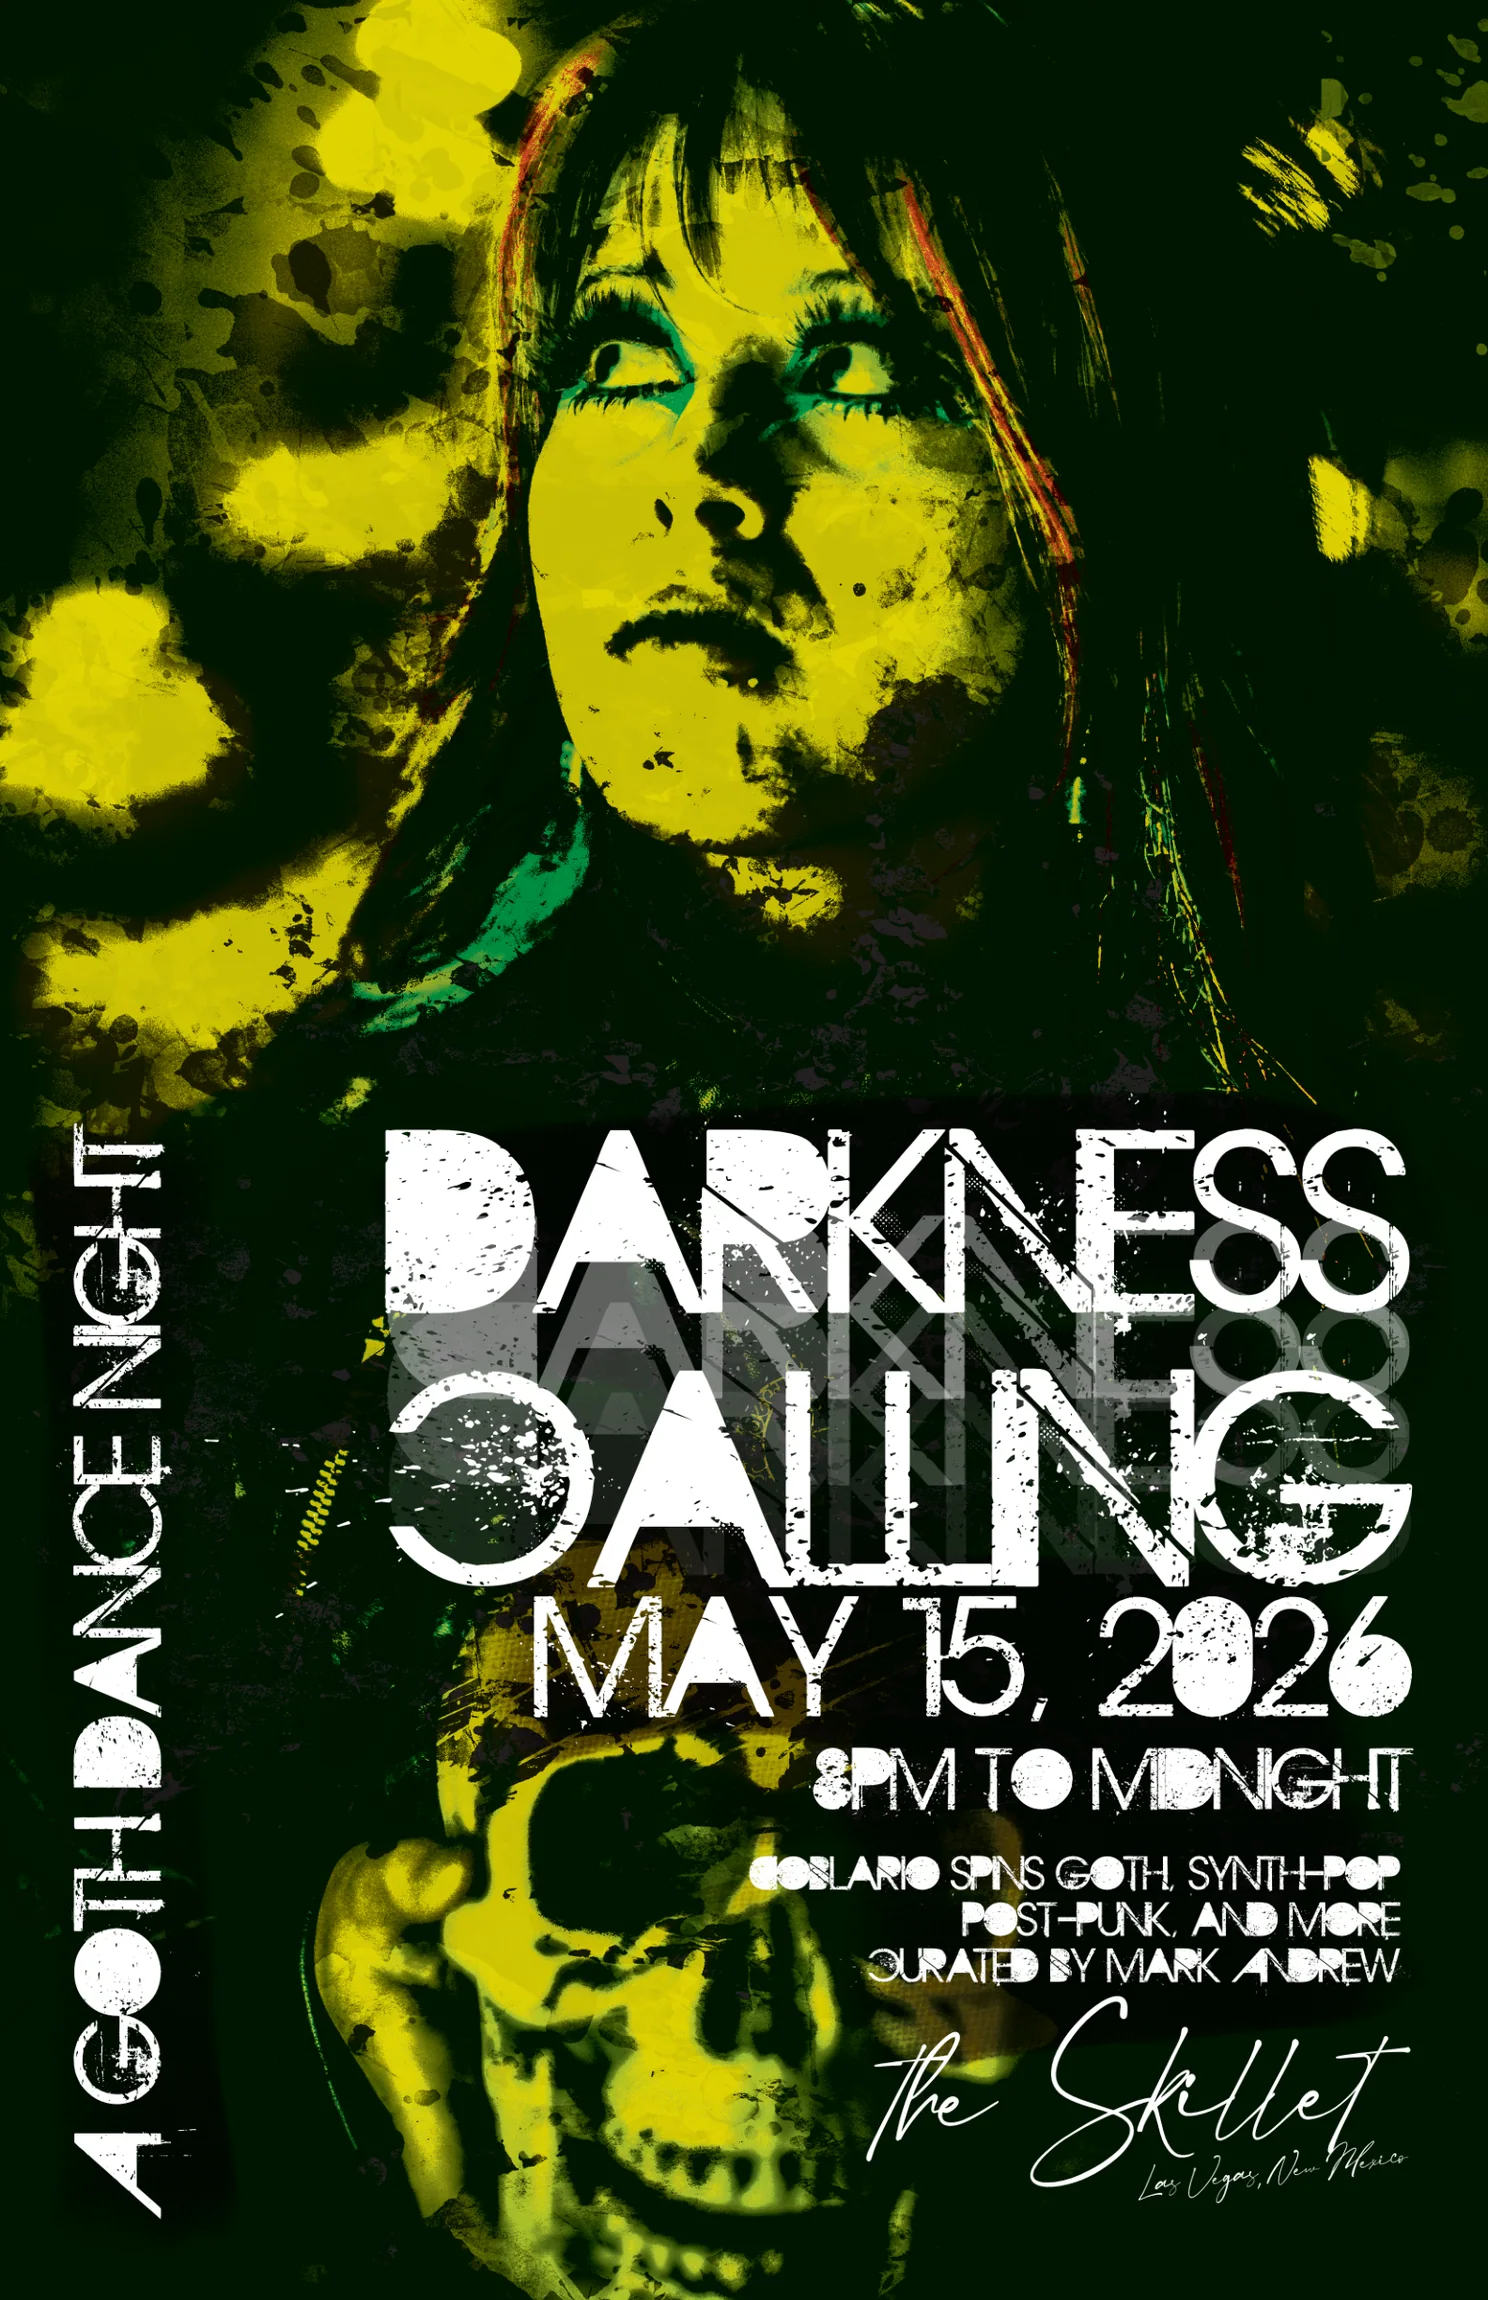 A GOTH DANCE NIGHT
DARKNESS
CALLING
MAY 15, 2026
8PM TO MIDNIGHT
GOBLARIO SPINS GOTH, SYNTH-POP
POST-PUNK, AND MORE
CURATED BY MARK ANDREW
the Skillet
Las Vegas, New Mexico